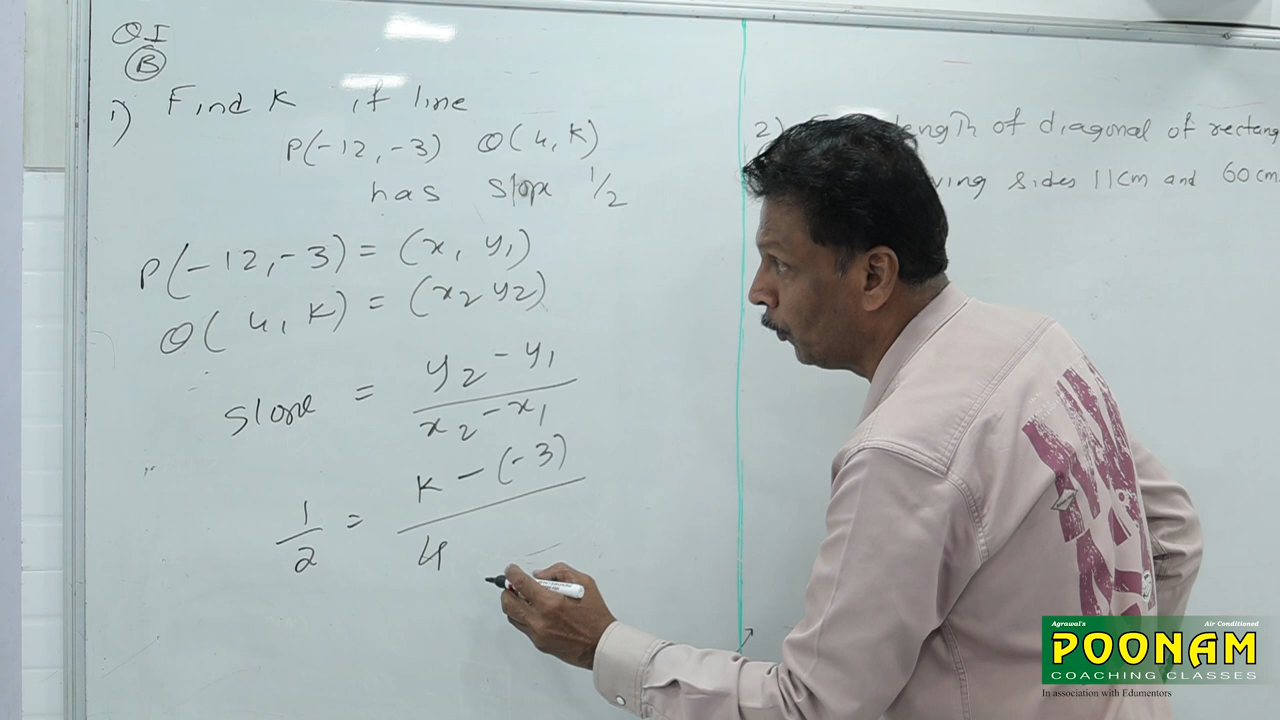 Q I
B
1) Find K if line
P(-12, -3) Q(4, K)
has slope 1/2
P(-12, -3) = (x, y1)
Q(4, K) = (x2 y2)
slope = y2 - y1 / x2 - x1
1/2 = K - (-3) / 4
2) length of diagonal of rectang
ving sides 11cm and 60cm
Agrawal's Air Conditioned
POONAM
COACHING CLASSES
In association with Edumentors